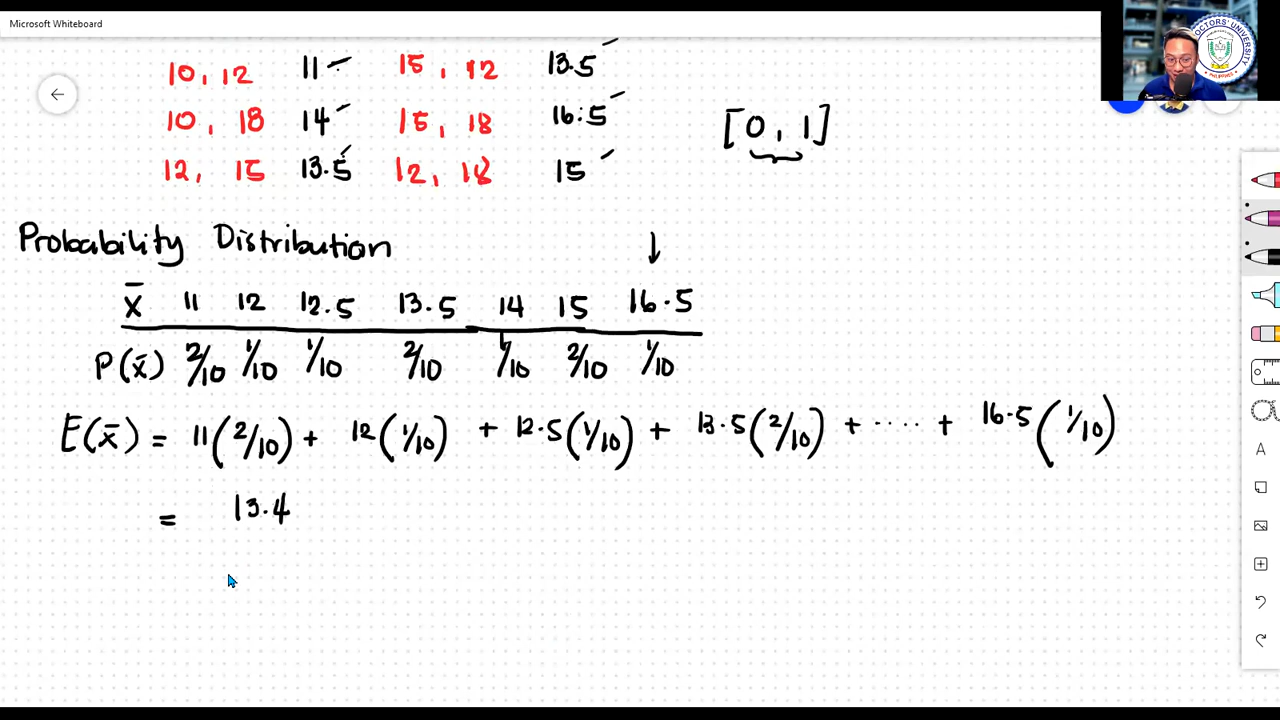 Microsoft Whiteboard
10, 12 11 15, 12 13.5
10, 18 14 15, 18 16.5
[0, 1]
12, 15 13.5 12, 18 15
Probability Distribution
x̄ 11 12 12.5 13.5 14 15 16.5
P(x̄) 2/10 1/10 1/10 2/10 1/10 2/10 1/10
E(x̄) = 11(2/10) + 12(1/10) + 12.5(1/10) + 13.5(2/10) + ····· + 16.5(1/10)
= 13.4
A